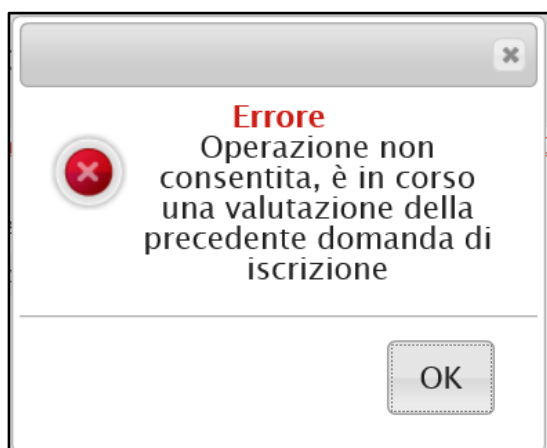 Errore
Operazione non
consentita, è in corso
una valutazione della
precedente domanda di
iscrizione
OK